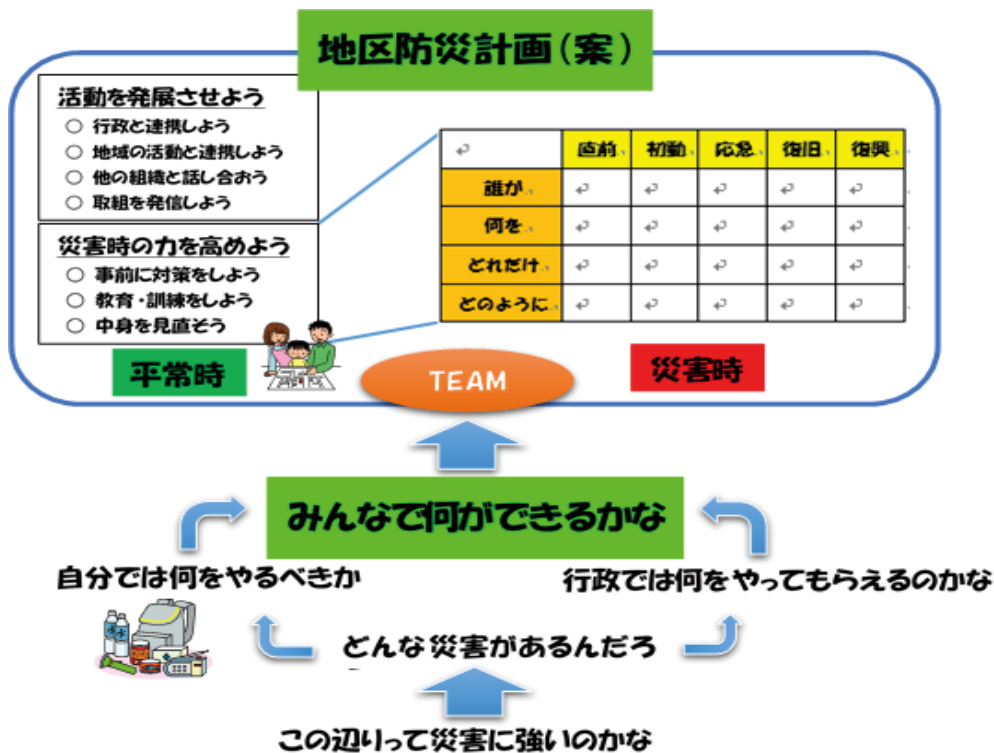 地区防災計画(案)
活動を発展させよう
○ 行政と連携しよう
○ 地域の活動と連携しよう
○ 他の組織と話し合おう
○ 取組を発信しよう
災害時の力を高めよう
○ 事前に対策をしよう
○ 教育・訓練をしよう
○ 中身を見直そう
直前 初動 応急 復旧 復興
誰が
何を
どれだけ
どのように
平常時
災害時
TEAM
みんなで何ができるかな
自分では何をやるべきか
行政では何をやってもらえるのかな
どんな災害があるんだろ
この辺りって災害に強いのかな